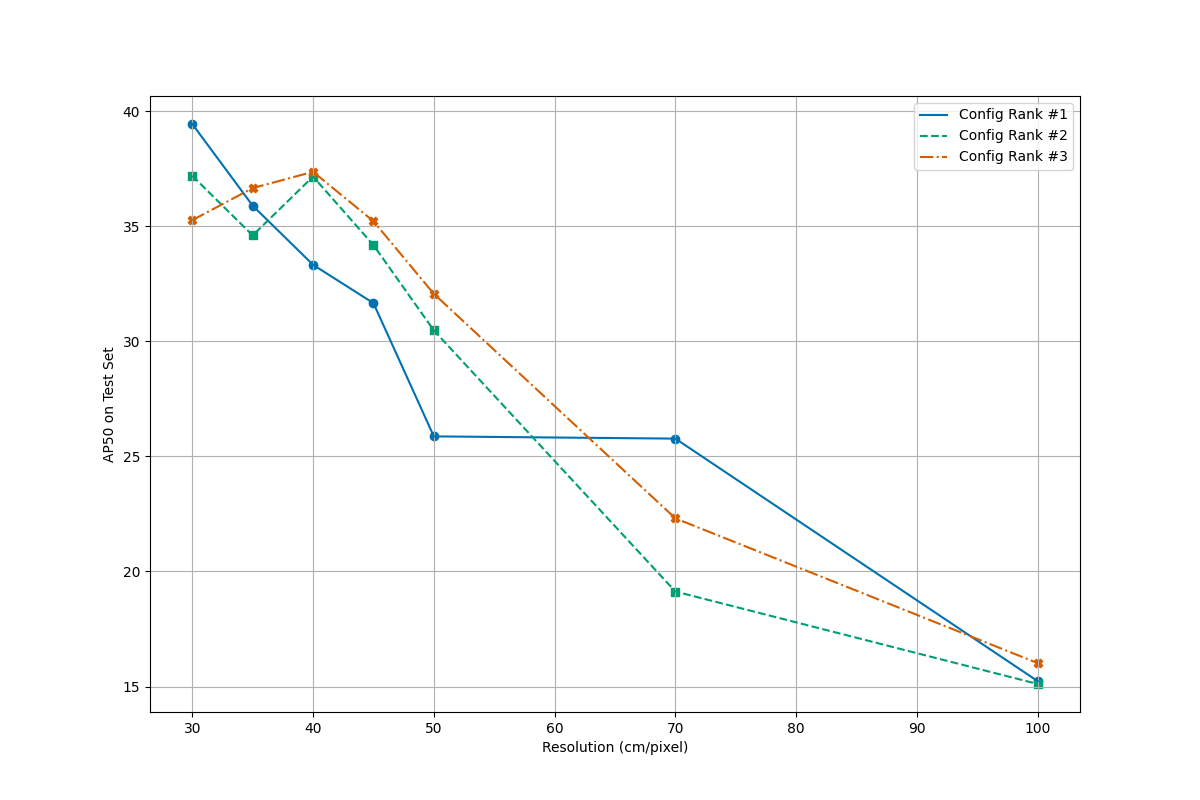 Config Rank #1
Config Rank #2
Config Rank #3
AP50 on Test Set
40
35
30
25
20
15
30 40 50 60 70 80 90 100
Resolution (cm/pixel)